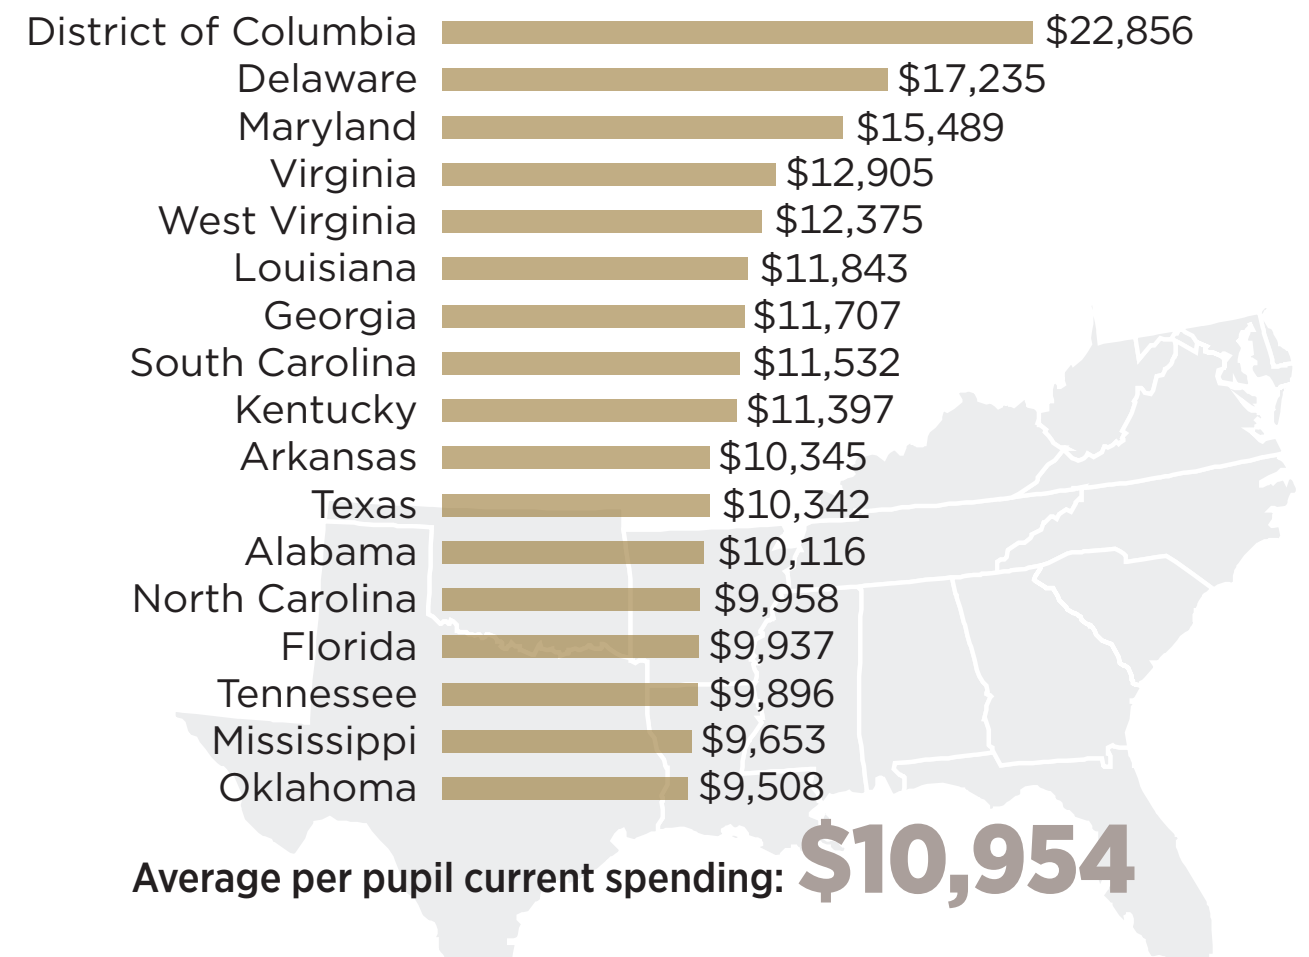 District of Columbia $22,856
Delaware $17,235
Maryland $15,489
Virginia $12,905
West Virginia $12,375
Louisiana $11,843
Georgia $11,707
South Carolina $11,532
Kentucky $11,397
Arkansas $10,345
Texas $10,342
Alabama $10,116
North Carolina $9,958
Florida $9,937
Tennessee $9,896
Mississippi $9,653
Oklahoma $9,508
Average per pupil current spending: $10,954